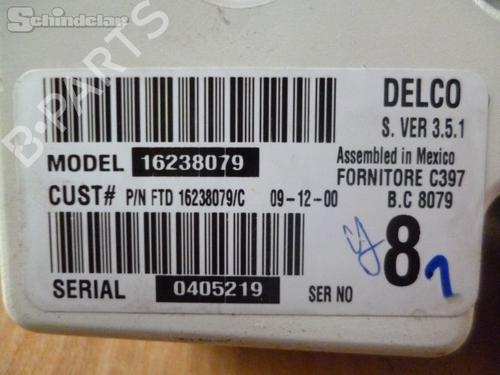 Schindelar
B-PARTS
DELCO
S. VER 3.5.1
MODEL 16238079
Assembled in Mexico
FORNITORE C397
CUST# P/N FTD 16238079/C 09-12-00
B.C 8079
8
SERIAL 0405219
SER NO